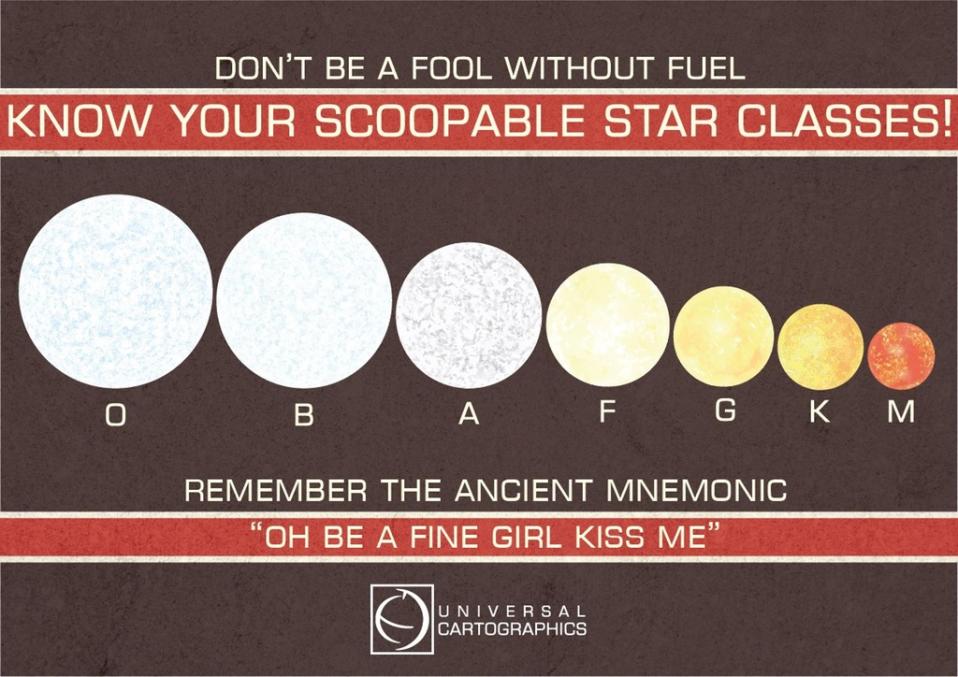 DON'T BE A FOOL WITHOUT FUEL
KNOW YOUR SCOOPABLE STAR CLASSES!
O B A F G K M
REMEMBER THE ANCIENT MNEMONIC
“OH BE A FINE GIRL KISS ME”
UNIVERSAL
CARTOGRAPHICS